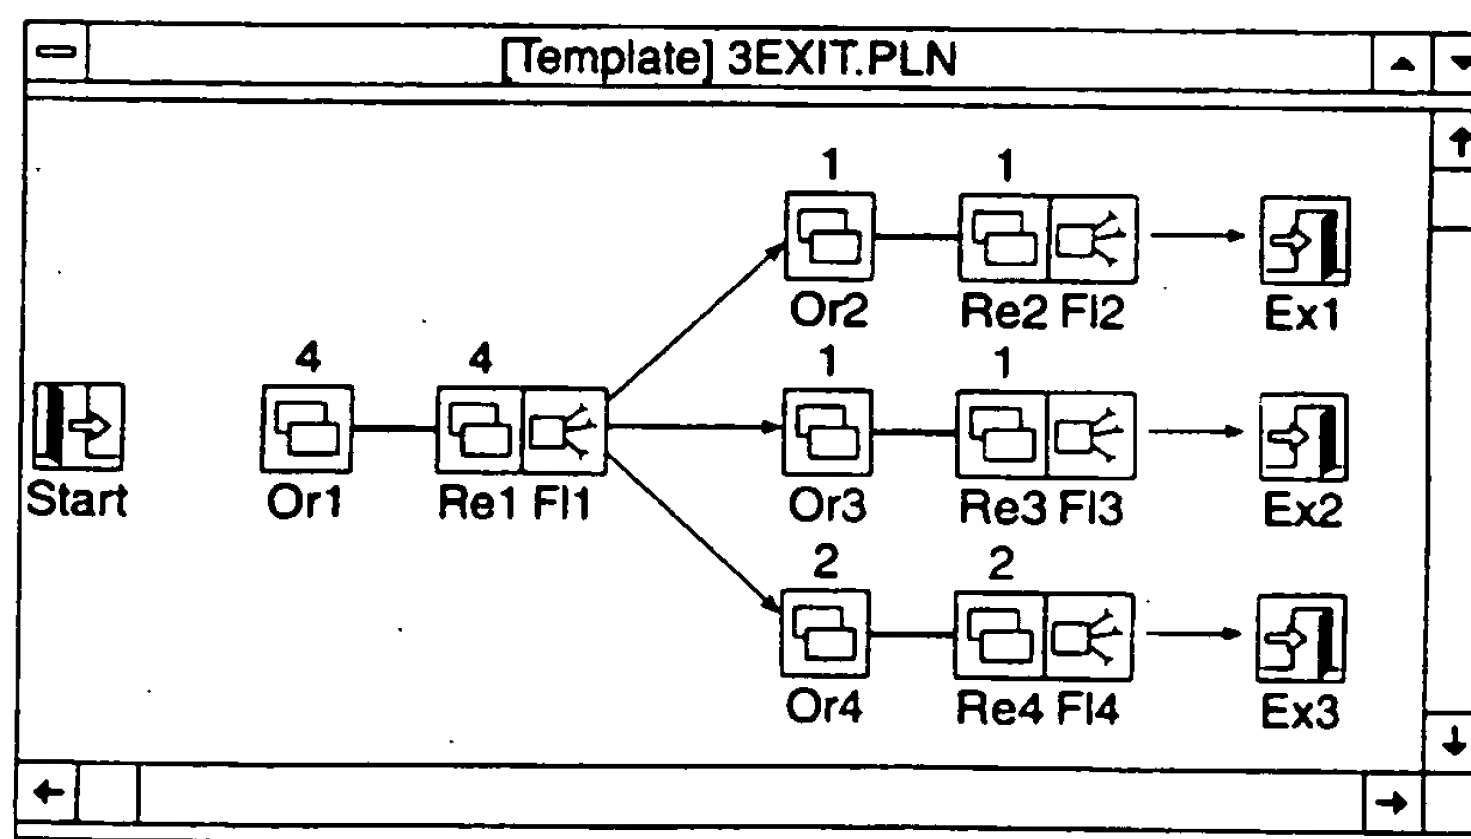 [Template] 3EXIT.PLN
1 1
Or2 Re2 Fl2 Ex1
4 4 1 1
Start Or1 Re1 Fl1 Or3 Re3 Fl3 Ex2
2 2
Or4 Re4 Fl4 Ex3